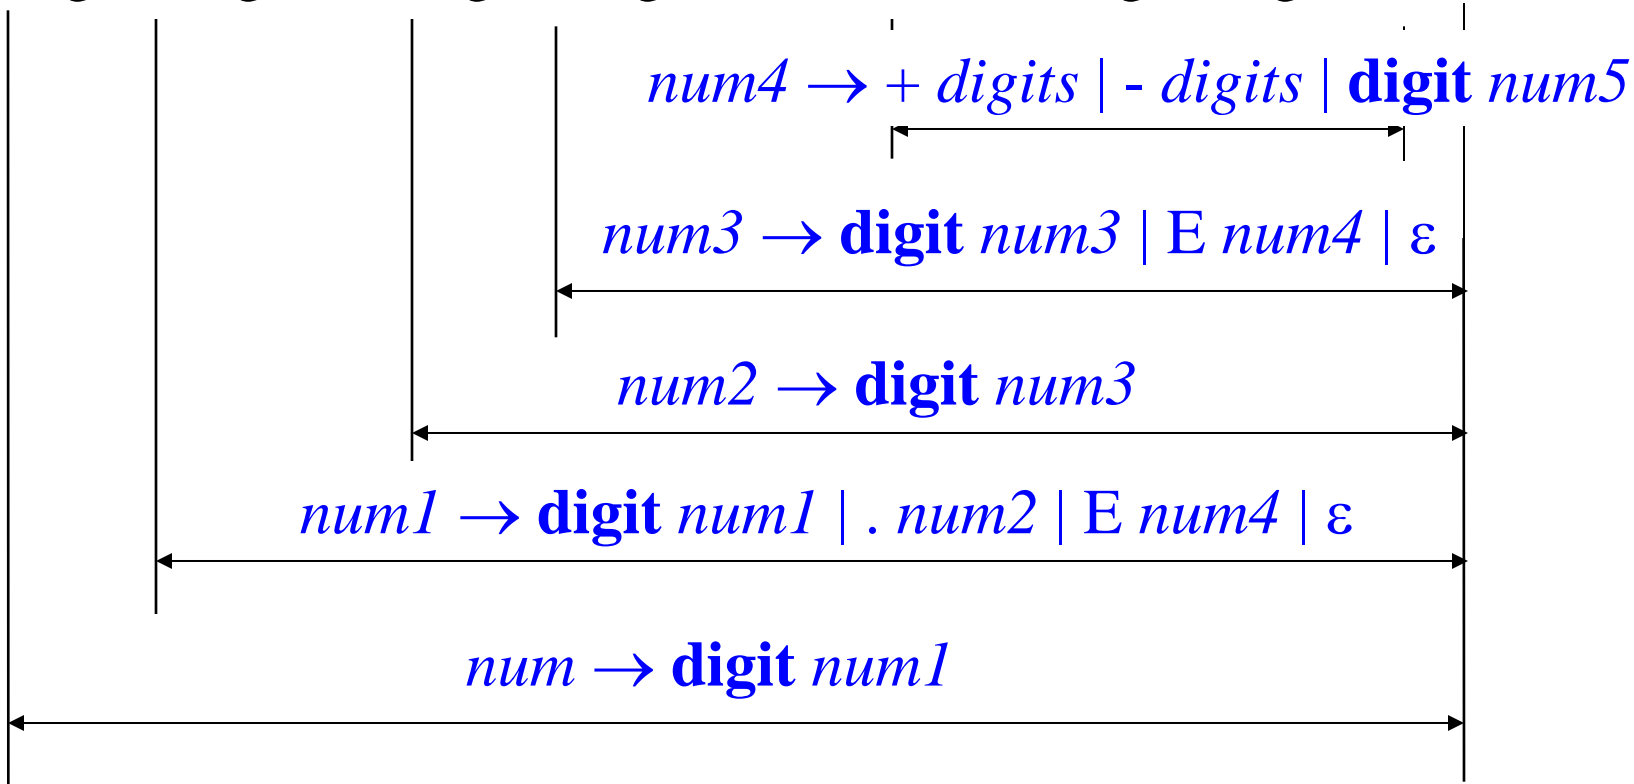 num4 → + digits | - digits | digit num5
num3 → digit num3 | E num4 | ε
num2 → digit num3
num1 → digit num1 | . num2 | E num4 | ε
num → digit num1